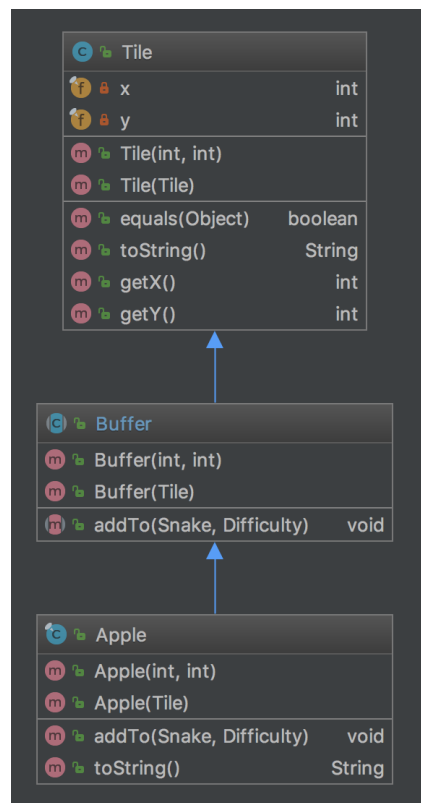 C Tile
f x int
f y int
m Tile(int, int)
m Tile(Tile)
m equals(Object) boolean
m toString() String
m getX() int
m getY() int
C Buffer
m Buffer(int, int)
m Buffer(Tile)
m addTo(Snake, Difficulty) void
C Apple
m Apple(int, int)
m Apple(Tile)
m addTo(Snake, Difficulty) void
m toString() String